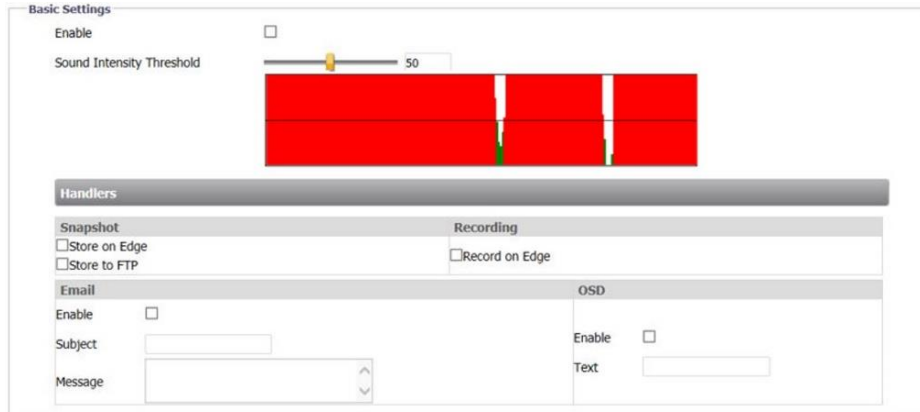 Basic Settings
Enable
Sound Intensity Threshold 50
Handlers
Snapshot Recording
Store on Edge
Store to FTP
Record on Edge
Email OSD
Enable
Subject
Message
Enable
Text